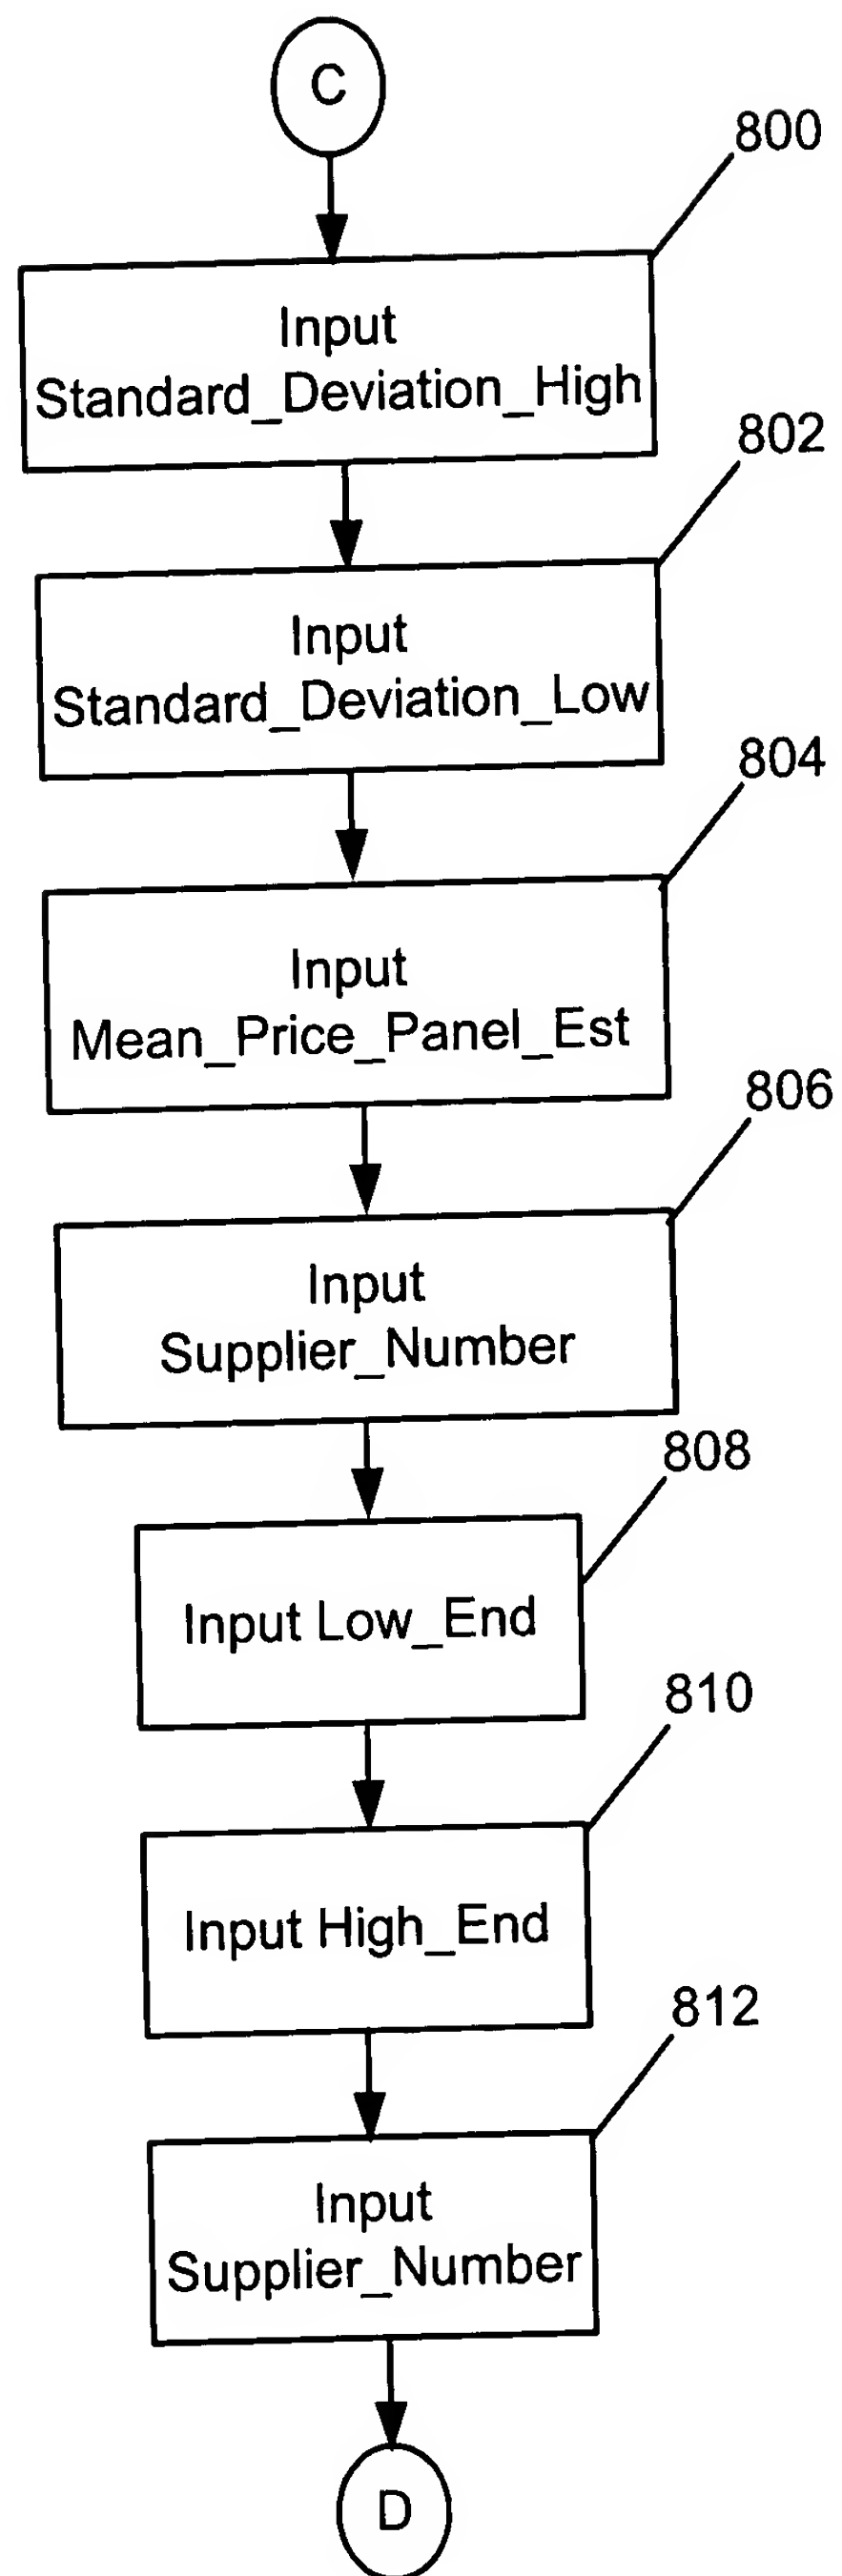 C
800
Input
Standard_Deviation_High
802
Input
Standard_Deviation_Low
804
Input
Mean_Price_Panel_Est
806
Input
Supplier_Number
808
Input Low_End
810
Input High_End
812
Input
Supplier_Number
D